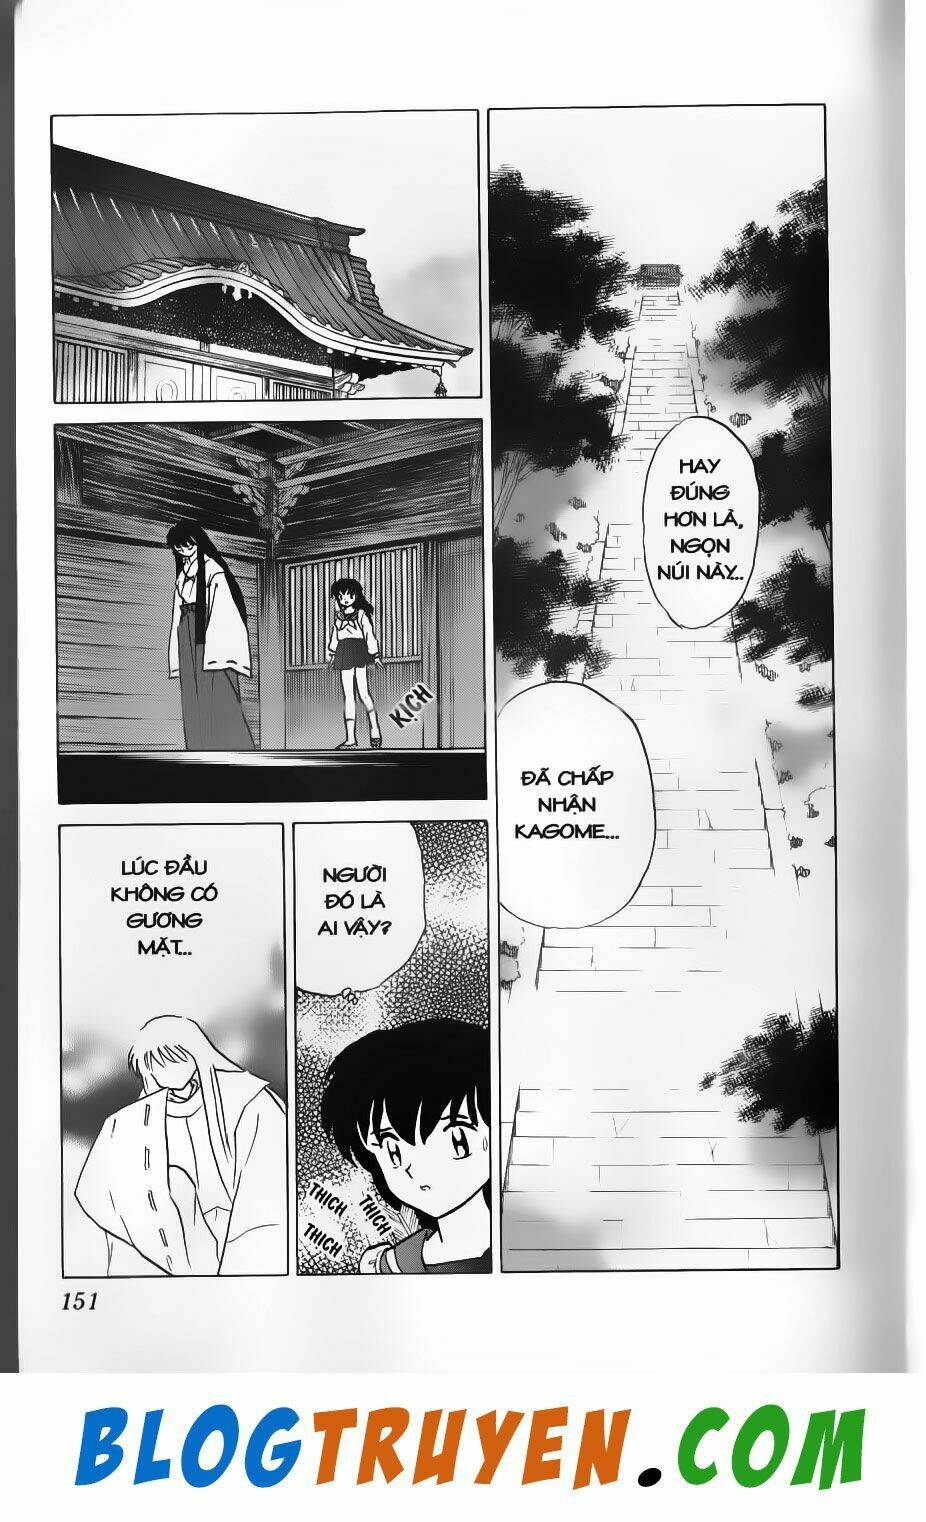 HAY
ĐÚNG
HƠN LÀ,
NGỌN
NÚI NÀY...
ĐÃ CHẤP
NHẬN
KAGOME...
KỊCH
NGƯỜI
ĐÓ LÀ
AI VẬY?
THỊCH
THỊCH
THỊCH
LÚC ĐẦU
KHÔNG CÓ
GƯƠNG
MẶT...
151
BLOGTRUYEN.COM